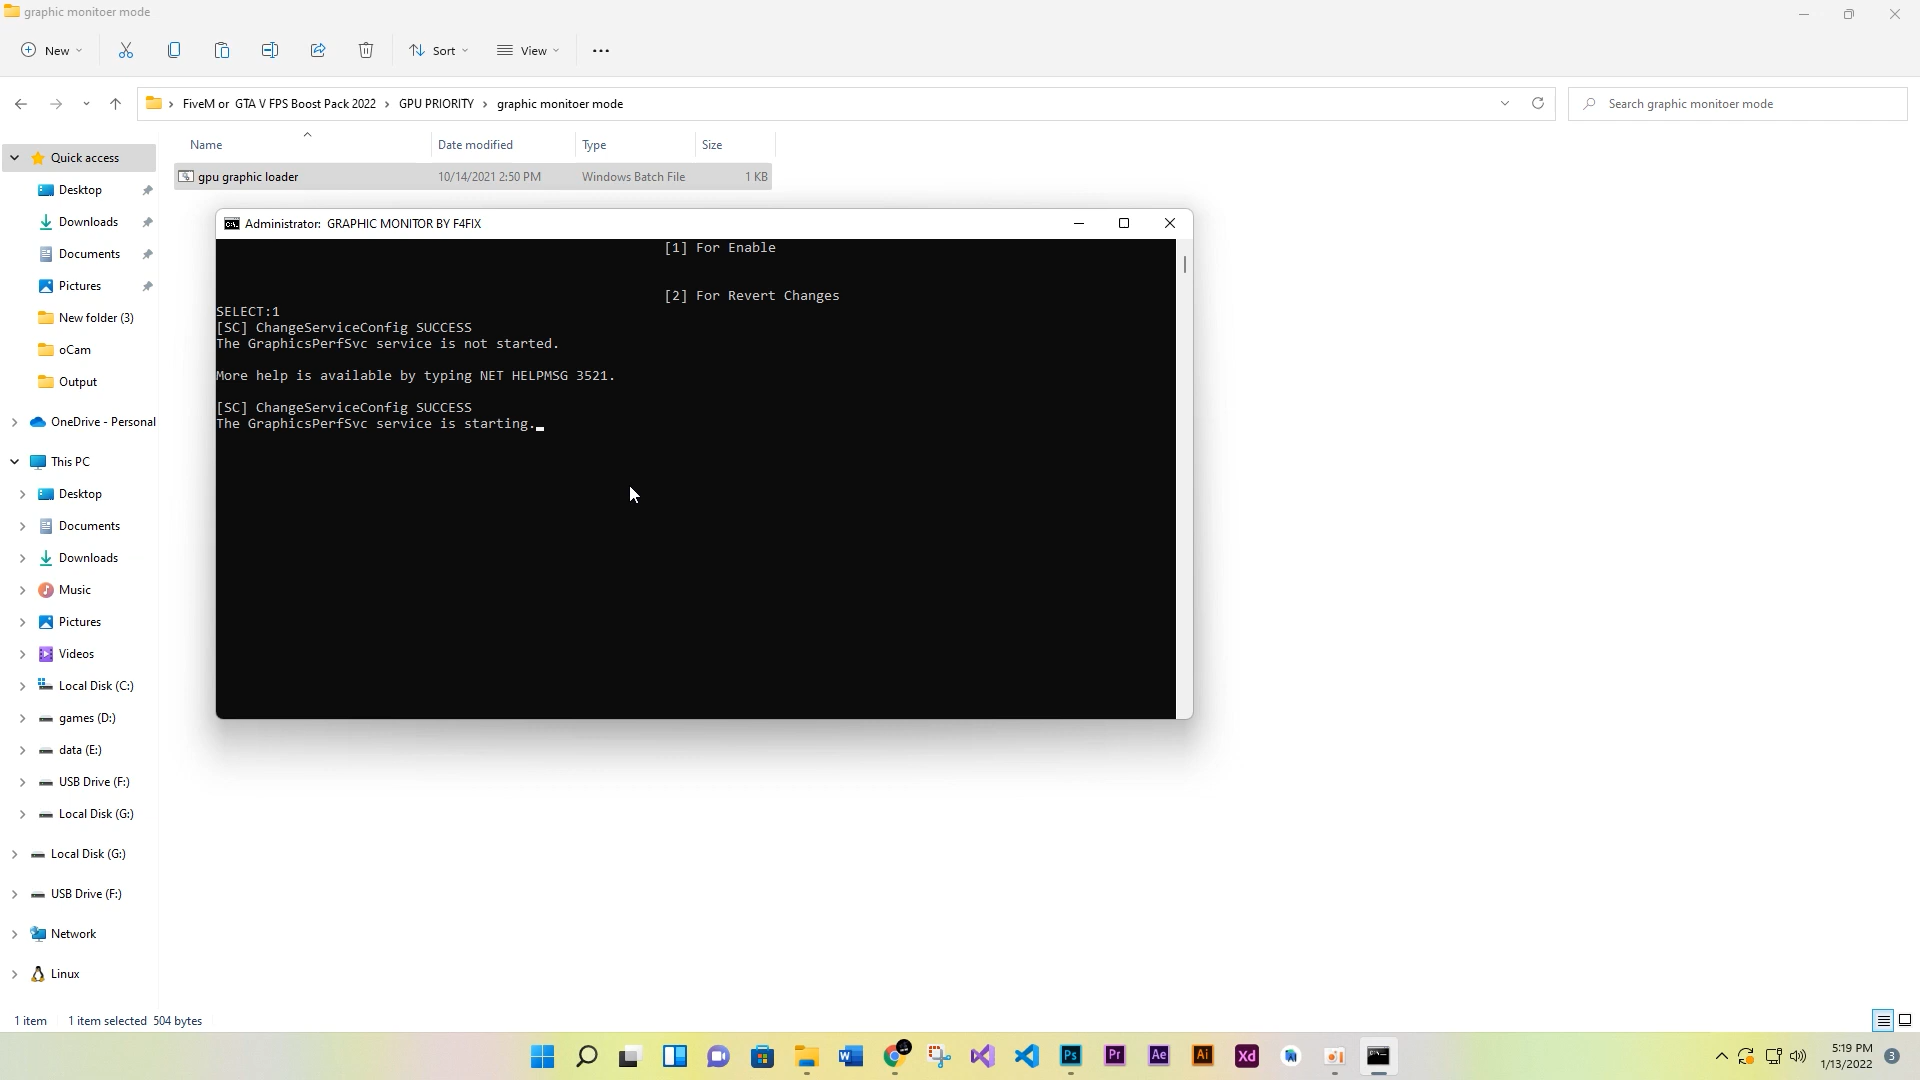 graphic monitoer mode
New
Sort
View
FiveM or GTA V FPS Boost Pack 2022 › GPU PRIORITY › graphic monitoer mode
Search graphic monitoer mode
Name Date modified Type Size
gpu graphic loader 10/14/2021 2:50 PM Windows Batch File 1 KB
Quick access
Desktop
Downloads
Documents
Pictures
New folder (3)
oCam
Output
OneDrive - Personal
This PC
Desktop
Documents
Downloads
Music
Pictures
Videos
Local Disk (C:)
games (D:)
data (E:)
USB Drive (F:)
Local Disk (G:)
Local Disk (G:)
USB Drive (F:)
Network
Linux
Administrator: GRAPHIC MONITOR BY F4FIX
[1] For Enable
[2] For Revert Changes
SELECT:1
[SC] ChangeServiceConfig SUCCESS
The GraphicsPerfSvc service is not started.
More help is available by typing NET HELPMSG 3521.
[SC] ChangeServiceConfig SUCCESS
The GraphicsPerfSvc service is starting.
1 item 1 item selected 504 bytes
Ps Pr Ae Ai Xd
5:19 PM
1/13/2022
3